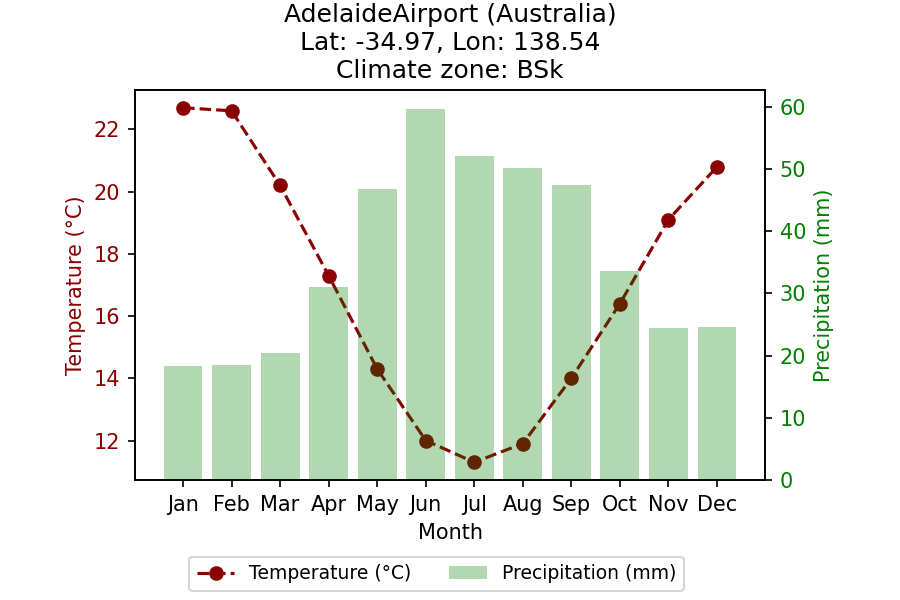 AdelaideAirport (Australia)
Lat: -34.97, Lon: 138.54
Climate zone: BSk
22
20
18
16
14
12
Temperature (°C)
60
50
40
30
20
10
0
Precipitation (mm)
Jan Feb Mar Apr May Jun Jul Aug Sep Oct Nov Dec
Month
Temperature (°C) Precipitation (mm)